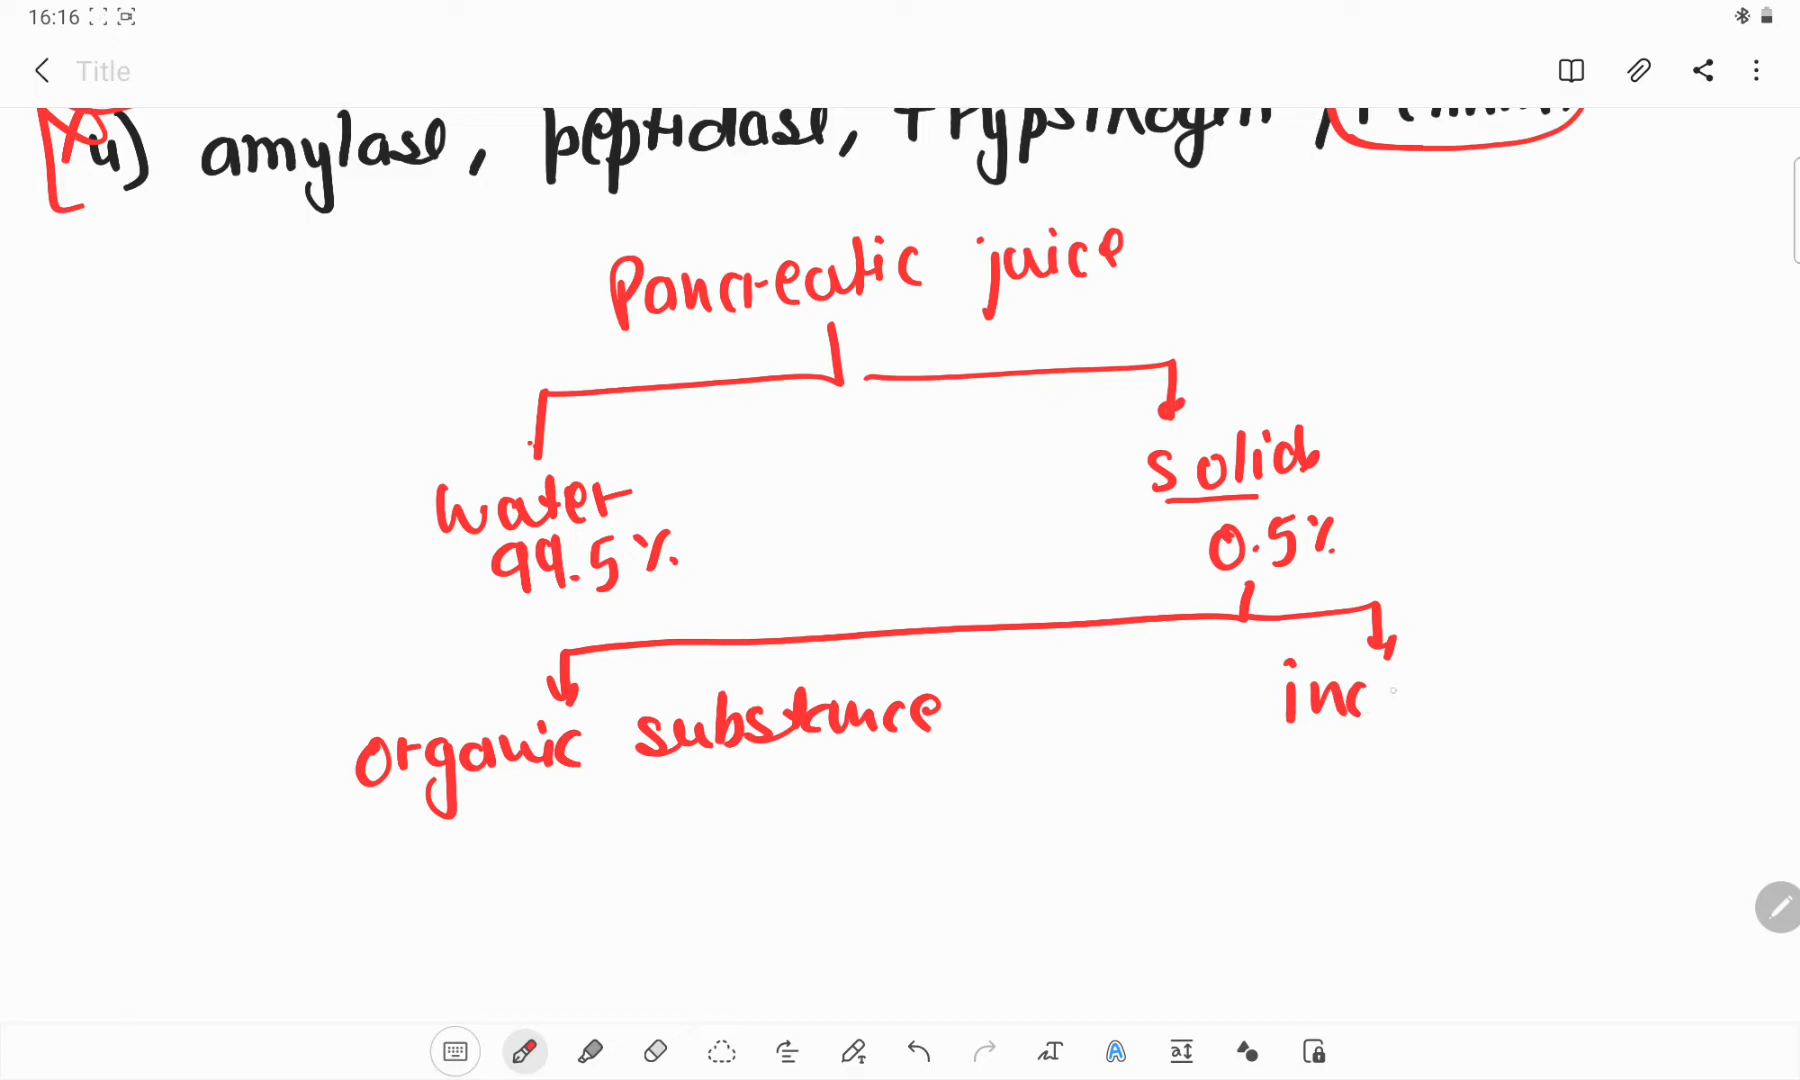 16:16
Title
4) amylase, peptidase, trypsinogen,
Pancreatic juice
water
99.5%
solid
0.5%
organic substance
inc